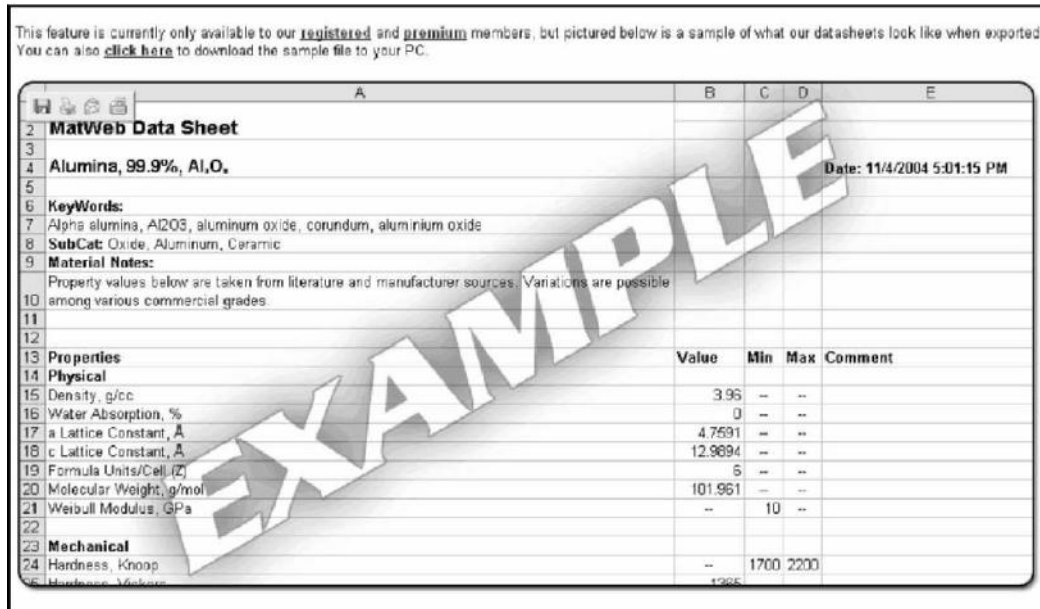 This feature is currently only available to our registered and premium members, but pictured below is a sample of what our datasheets look like when exported
You can also click here to download the sample file to your PC.
A B C D E
2 MatWeb Data Sheet
3
4 Alumina, 99.9%, Al₂O₃ Date: 11/4/2004 5:01:15 PM
5
6 KeyWords:
7 Alpha alumina, Al2O3, aluminum oxide, corundum, aluminium oxide
8 SubCat: Oxide, Aluminum, Ceramic
9 Material Notes:
Property values below are taken from literature and manufacturer sources. Variations are possible
10 among various commercial grades.
11
12
13 Properties Value Min Max Comment
14 Physical
15 Density, g/cc 3.96 -- --
16 Water Absorption, % 0 -- --
17 a Lattice Constant, Å 4.7591 -- --
18 c Lattice Constant, Å 12.9894 -- --
19 Formula Units/Cell (Z) 6 -- --
20 Molecular Weight, g/mol 101.961 -- --
21 Weibull Modulus, GPa -- 10 --
22
23 Mechanical
24 Hardness, Knoop -- 1700 2200
25 Hardness, Vickers 1365
EXAMPLE